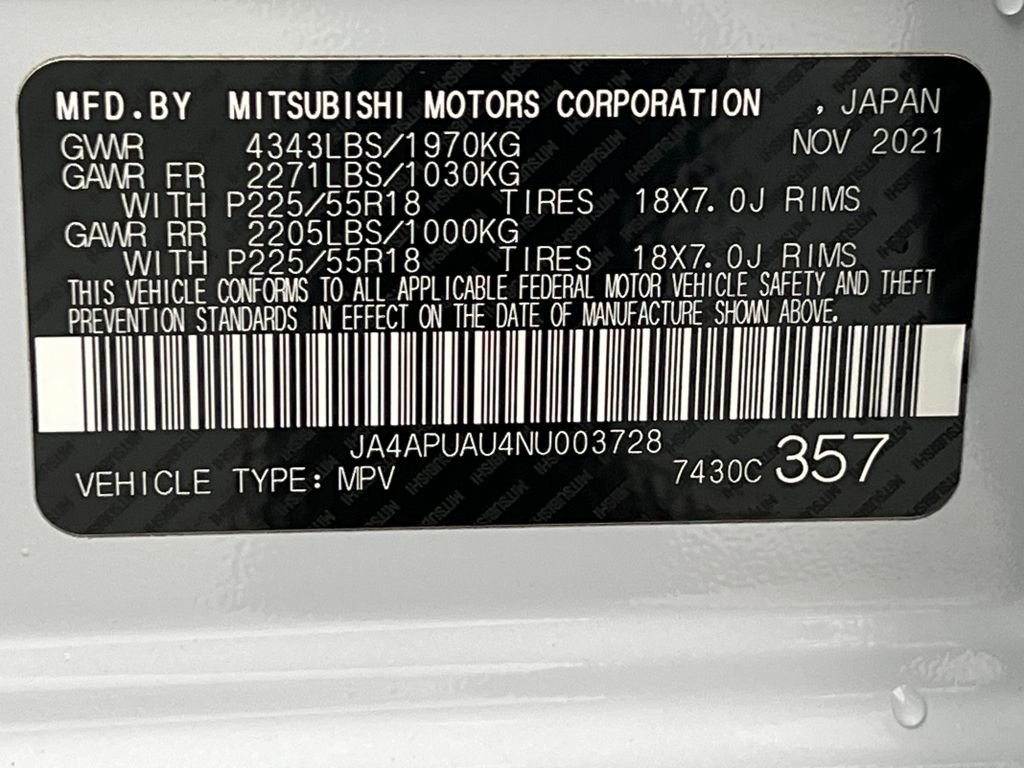 MFD.BY MITSUBISHI MOTORS CORPORATION , JAPAN
GVWR 4343LBS/1970KG NOV 2021
GAWR FR 2271LBS/1030KG
WITH P225/55R18 TIRES 18X7.0J RIMS
GAWR RR 2205LBS/1000KG
WITH P225/55R18 TIRES 18X7.0J RIMS
THIS VEHICLE CONFORMS TO ALL APPLICABLE FEDERAL MOTOR VEHICLE SAFETY AND THEFT
PREVENTION STANDARDS IN EFFECT ON THE DATE OF MANUFACTURE SHOWN ABOVE.
JA4APUAU4NU003728
VEHICLE TYPE: MPV 7430C 357